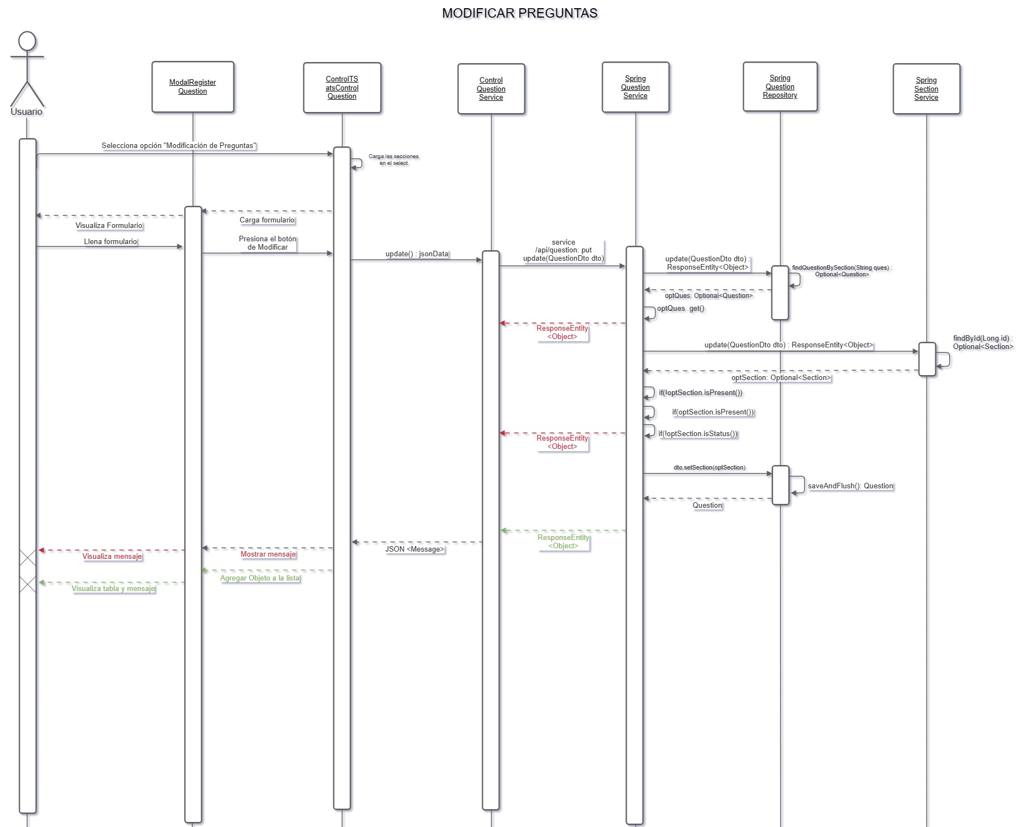 MODIFICAR PREGUNTAS
Usuario
ModalRegister
Question
ControlTS
atsControl
Question
Control
Question
Service
Spring
Question
Service
Spring
Question
Repository
Spring
Section
Service
Selecciona opción "Modificación de Preguntas"
Carga las secciones
en el select.
Visualiza Formulario
Carga formulario
Llena formulario
Presiona el botón
de Modificar
update() : jsonData
service
/api/question: put
update(QuestionDto dto)
update(QuestionDto dto) :
ResponseEntity<Object>
findQuestionBySection(String ques) :
Optional<Question>
optQues: Optional<Question>
optQues. get()
ResponseEntity
<Object>
update(QuestionDto dto) : ResponseEntity<Object>
findById(Long id) :
Optional<Section>
optSection: Optional<Section>
if(!optSection.isPresent())
if(optSection.isPresent())
if(!optSection.isStatus())
ResponseEntity
<Object>
dto.setSection(optSection)
saveAndFlush(): Question
Question
ResponseEntity
<Object>
JSON <Message>
Mostrar mensaje
Visualiza mensaje
Agregar Objeto a la lista
Visualiza tabla y mensaje